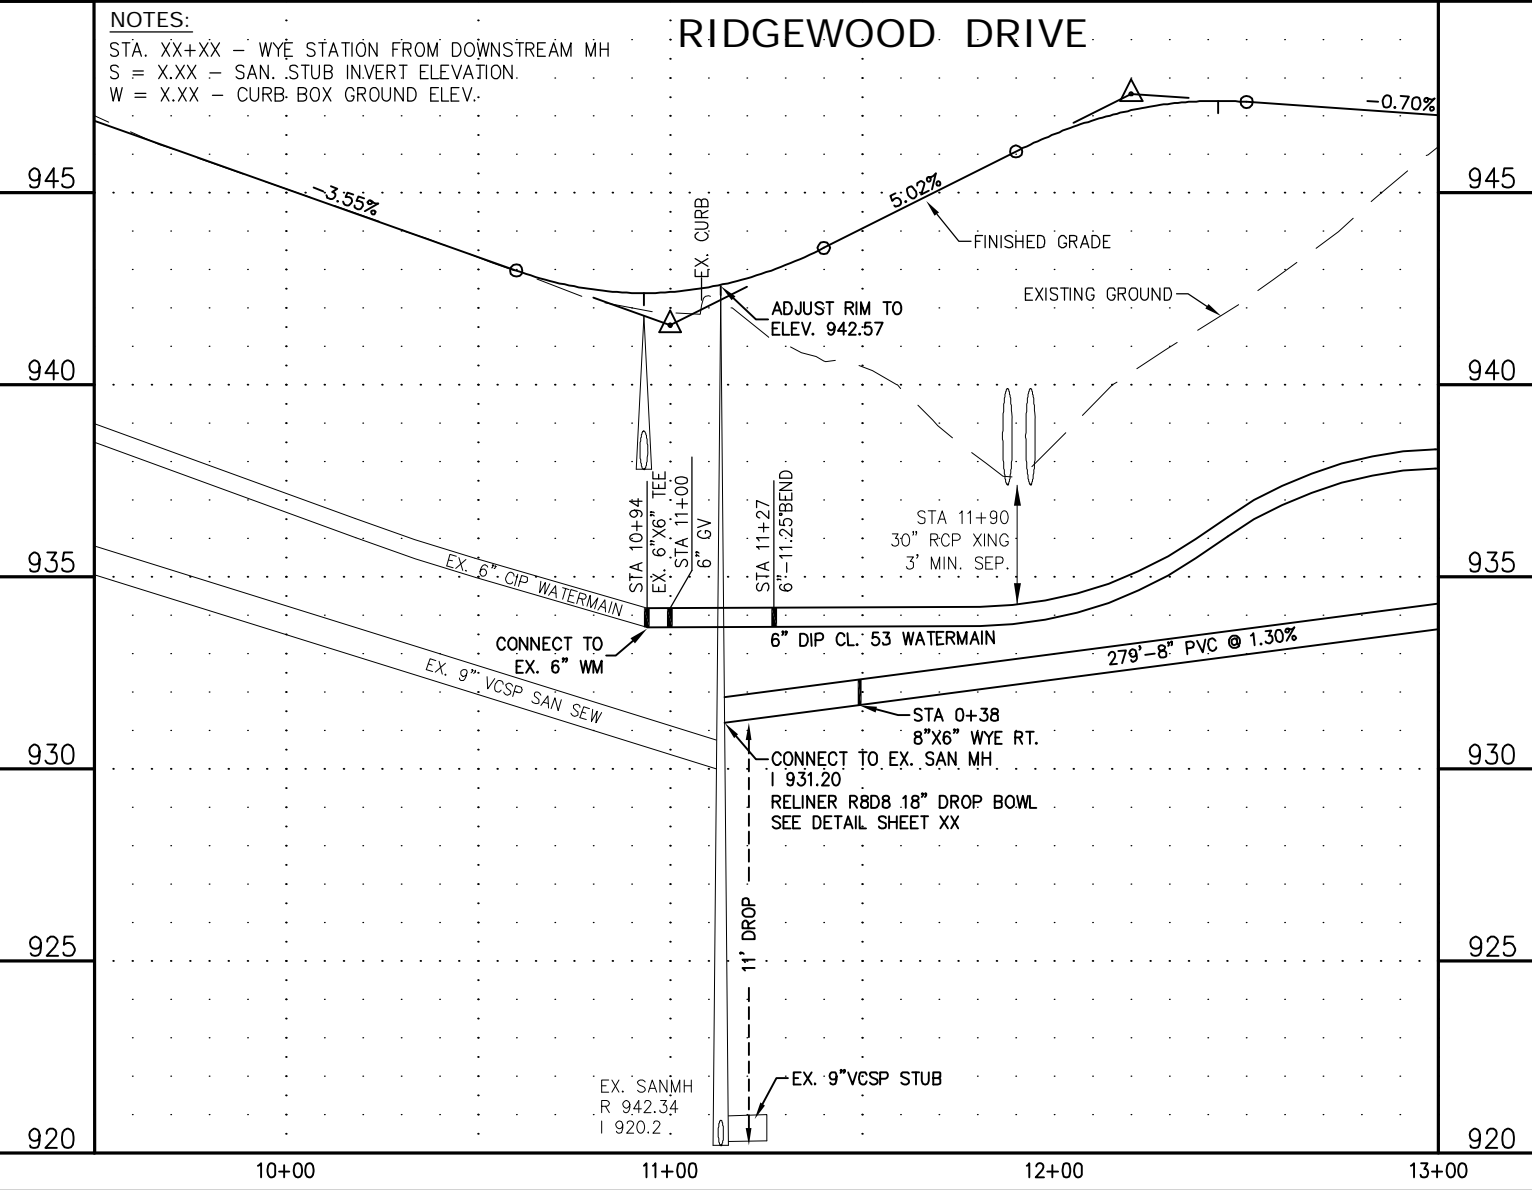 NOTES:
STA. XX+XX – WYE STATION FROM DOWNSTREAM MH
S = X.XX – SAN. STUB INVERT ELEVATION
W = X.XX – CURB BOX GROUND ELEV.
RIDGEWOOD DRIVE
-0.70%
945
-3.55%
5.02%
945
EX. CURB
FINISHED GRADE
EXISTING GROUND
ADJUST RIM TO
ELEV. 942.57
940
940
STA 10+94
EX. 6"X6" TEE
STA 11+00
6" GV
STA 11+27
6"-11.25°BEND
STA 11+90
30" RCP XING
3' MIN. SEP.
935
935
EX. 6" CIP WATERMAIN
CONNECT TO
EX. 6" WM
6" DIP CL. 53 WATERMAIN
279'-8" PVC @ 1.30%
EX. 9" VCSP SAN SEW
STA 0+38
8"X6" WYE RT.
930
930
CONNECT TO EX. SAN MH
I 931.20
RELINER R8D8 18" DROP BOWL
SEE DETAIL SHEET XX
11' DROP
925
925
EX. SANMH
R 942.34
I 920.2
EX. 9"VCSP STUB
920
920
10+00
11+00
12+00
13+00